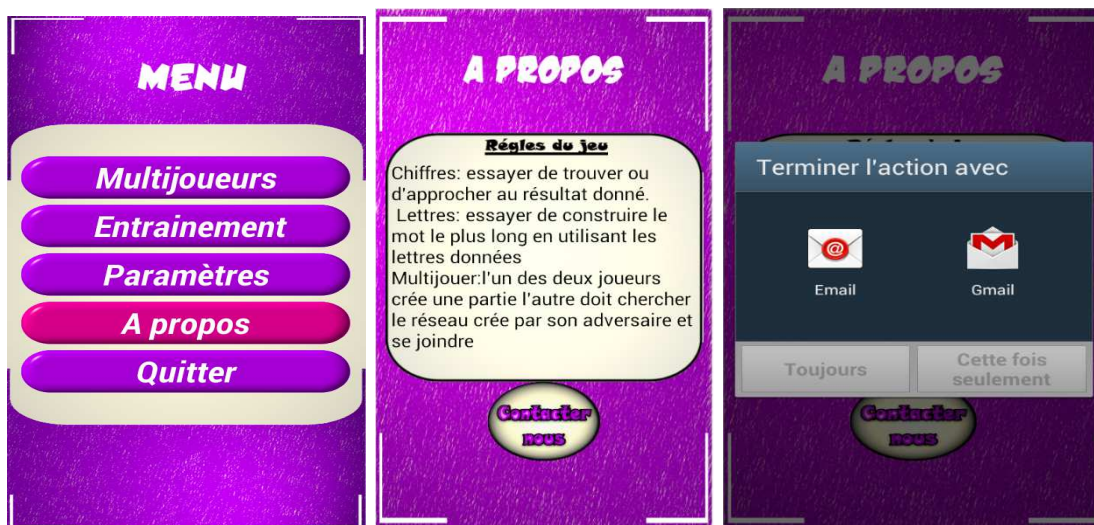 MENU
Multijoueurs
Entrainement
Paramètres
A propos
Quitter
A PROPOS
Régles du jeu
Chiffres: essayer de trouver ou
d'approcher au résultat donné.
Lettres: essayer de construire le
mot le plus long en utilisant les
lettres données
Multijouer:l'un des deux joueurs
crée une partie l'autre doit chercher
le réseau crée par son adversaire et
se joindre
Contacter
nous
A PROPOS
Terminer l'action avec
Email
Gmail
Toujours
Cette fois
seulement
Contacter
nous